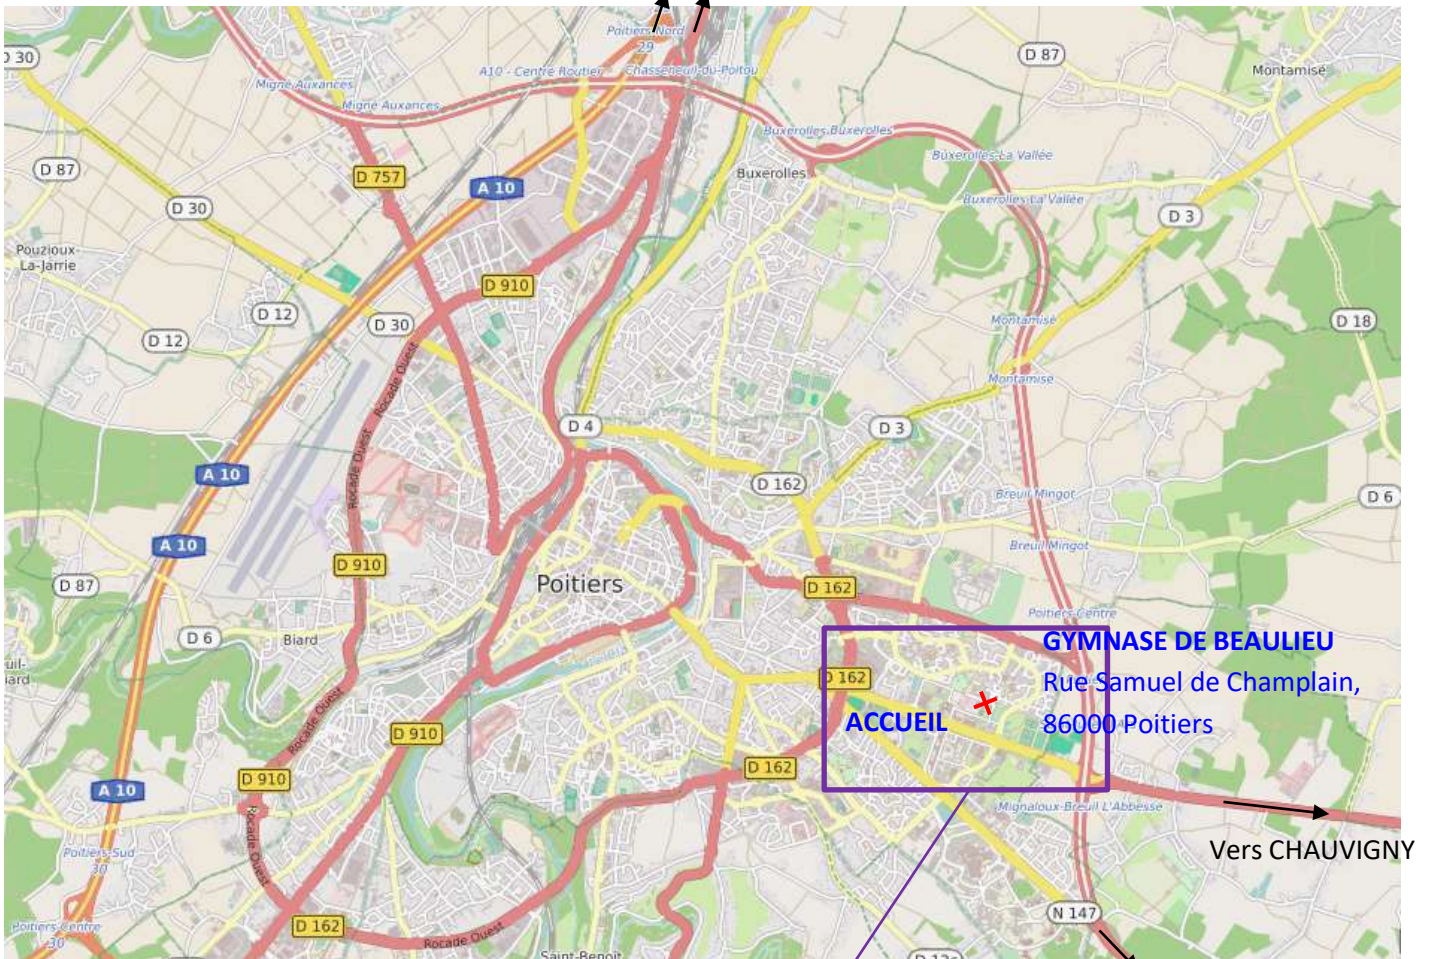 Poitiers-Nord
29
D 30
A10 - Centre Routier
Chasseneuil-du-Poitou
D 87
Montamisé
Migné Auxances
Migné Auxances
Buxerolles-Buxerolles
Buxerolles-La Vallée
D 87
D 757
A 10
Buxerolles
Buxerolles-La Vallée
D 30
D 3
Pouzioux-
La-Jarrie
D 910
D 12
D 30
D 12
Montamisé
D 18
Rocade Ouest
Montamisé
D 4
D 3
Rocade Ouest
A 10
D 162
Breuil Mingot
D 6
A 10
Breuil Mingot
D 910
D 87
Poitiers
D 162
Poitiers-Centre
D 6
Biard
GYMNASE DE BEAULIEU
Rue Samuel de Champlain,
86000 Poitiers
D 162
ACCUEIL
Rocade Ouest
D 910
D 910
D 162
A 10
Mignaloux-Breuil L'Abbesse
Rocade Ouest
Vers CHAUVIGNY
Poitiers-Sud
30
N 147
D 162
Poitiers-Centre
30
Rocade Ouest
Saint-Benoit